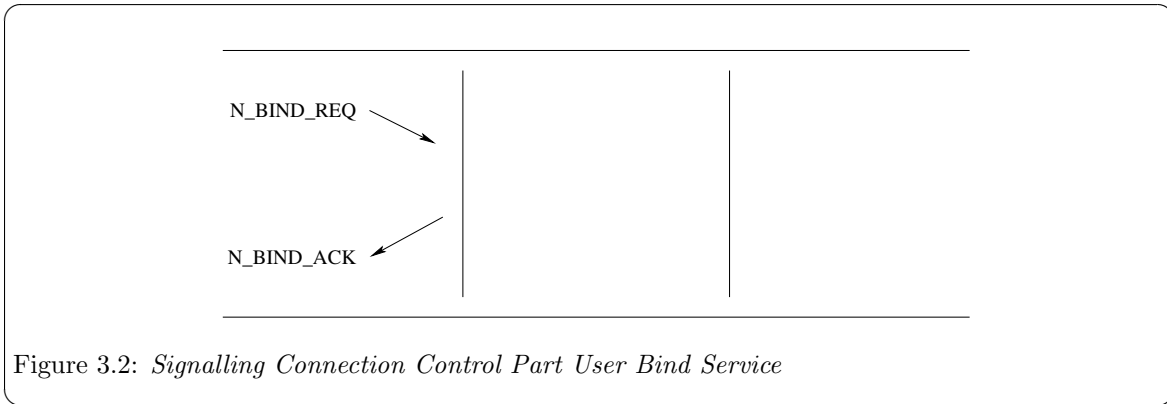 N_BIND_REQ
N_BIND_ACK
Figure 3.2: Signalling Connection Control Part User Bind Service